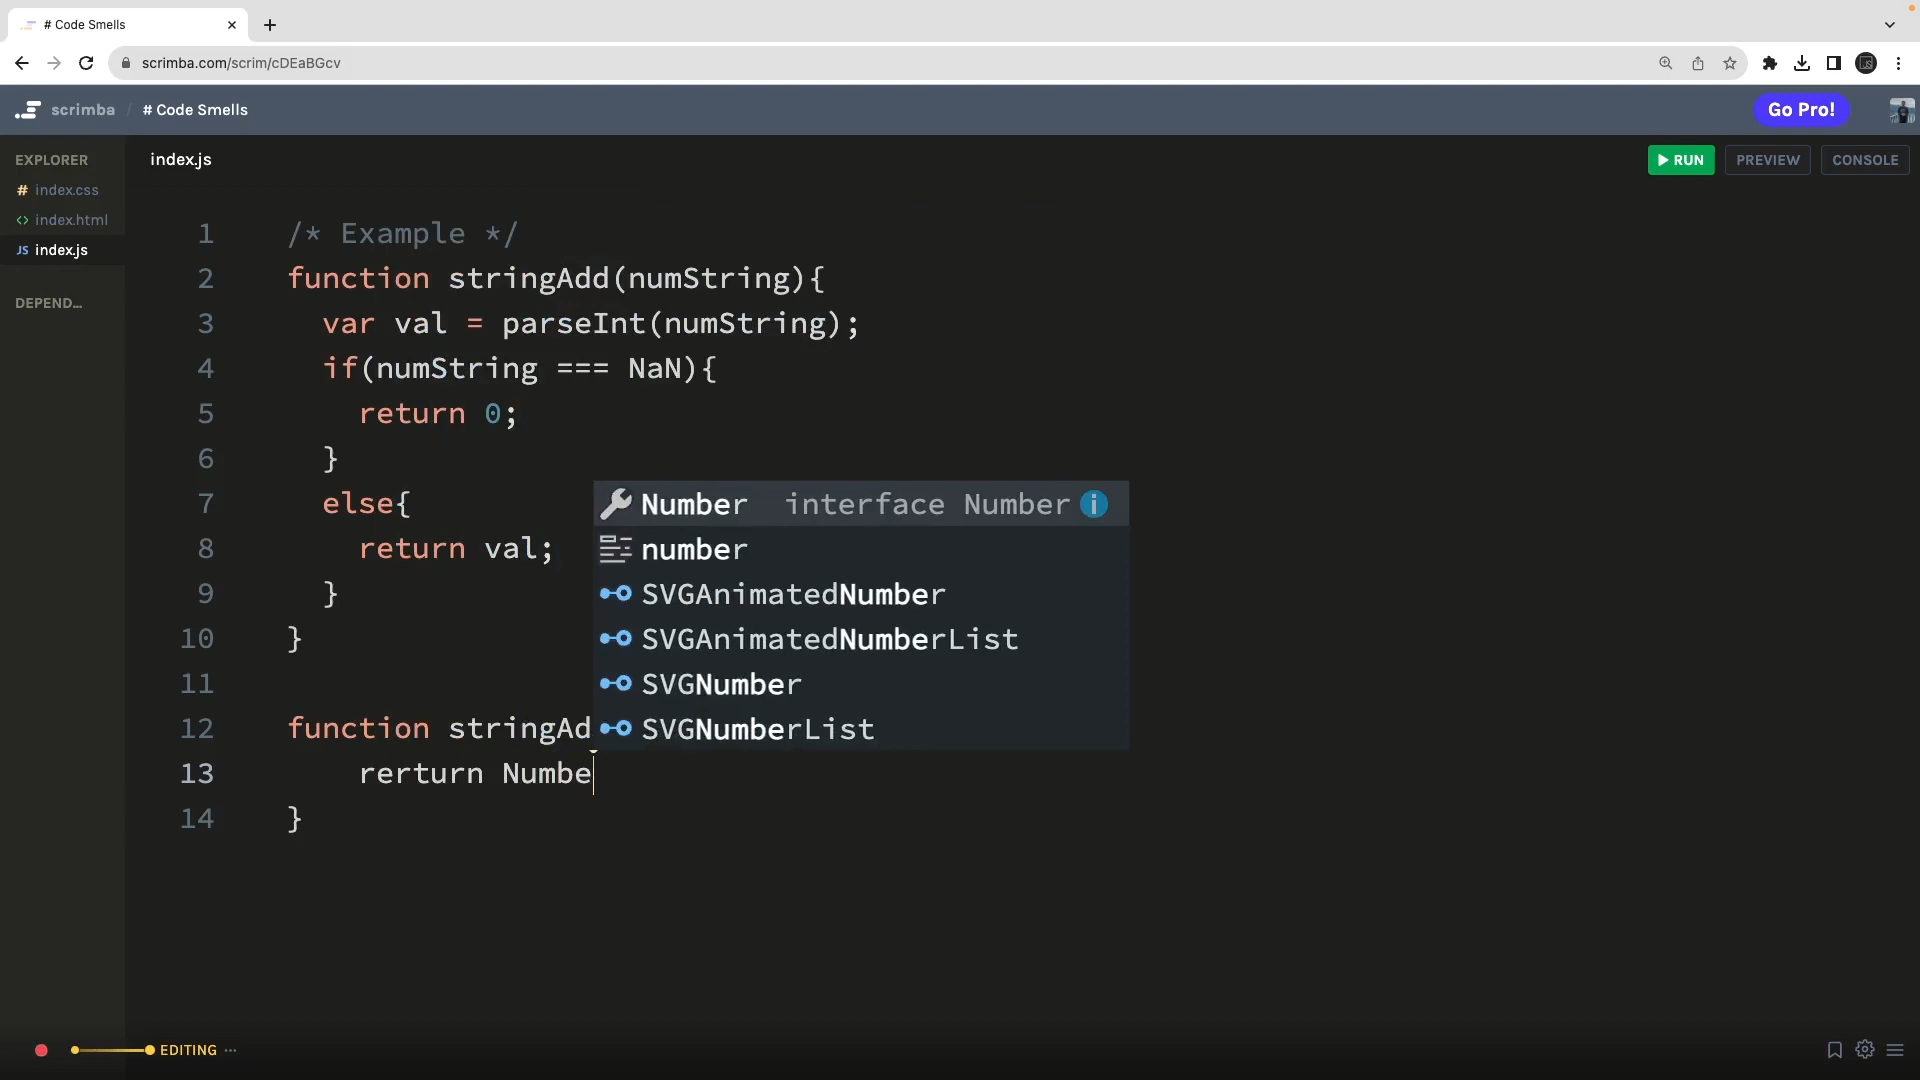 # Code Smells
scrimba.com/scrim/cDEaBGcv
scrimba / # Code Smells
Go Pro!
EXPLORER
# index.css
<> index.html
JS index.js
DEPEND...
index.js
RUN
PREVIEW
CONSOLE
1 /* Example */
2 function stringAdd(numString){
3 var val = parseInt(numString);
4 if(numString === NaN){
5 return 0;
6 }
7 else{
8 return val;
9 }
10 }
11
12 function stringAd
13 rerturn Numbe
14 }
Number interface Number
number
SVGAnimatedNumber
SVGAnimatedNumberList
SVGNumber
SVGNumberList
EDITING ...